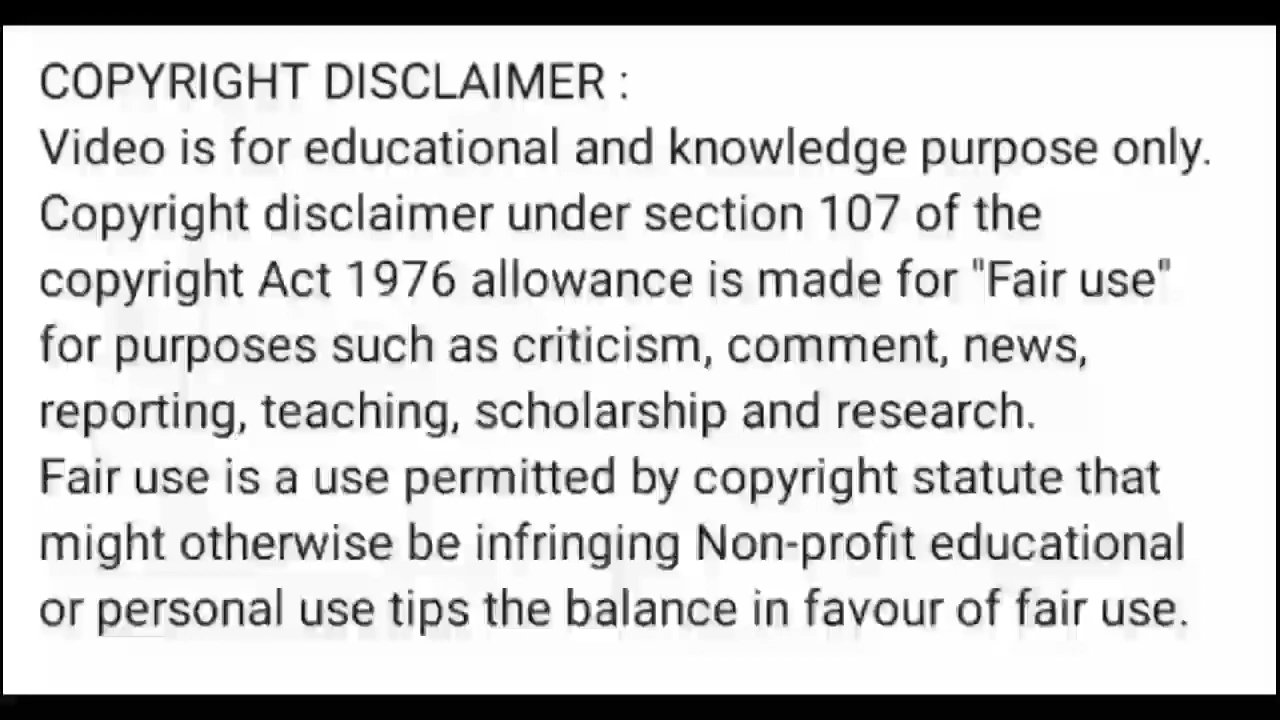 COPYRIGHT DISCLAIMER :
Video is for educational and knowledge purpose only.
Copyright disclaimer under section 107 of the
copyright Act 1976 allowance is made for "Fair use"
for purposes such as criticism, comment, news,
reporting, teaching, scholarship and research.
Fair use is a use permitted by copyright statute that
might otherwise be infringing Non-profit educational
or personal use tips the balance in favour of fair use.